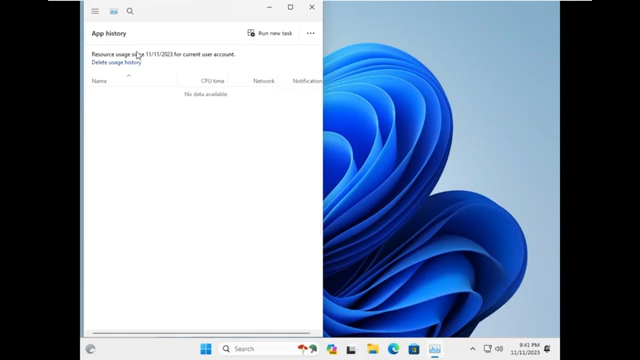 App history
Run new task
Resource usage since 11/11/2023 for current user account.
Delete usage history
Name
CPU time
Network
Notification
No data available
Search
9:41 PM
11/11/2023